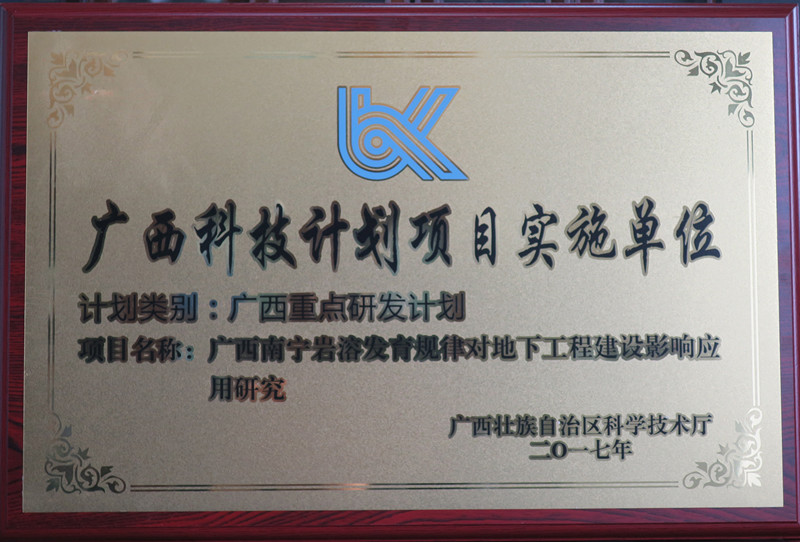 广西科技计划项目实施单位
计划类别：广西重点研发计划
项目名称：广西南宁岩溶发育规律对地下工程建设影响应
用研究
广西壮族自治区科学技术厅
二O一七年